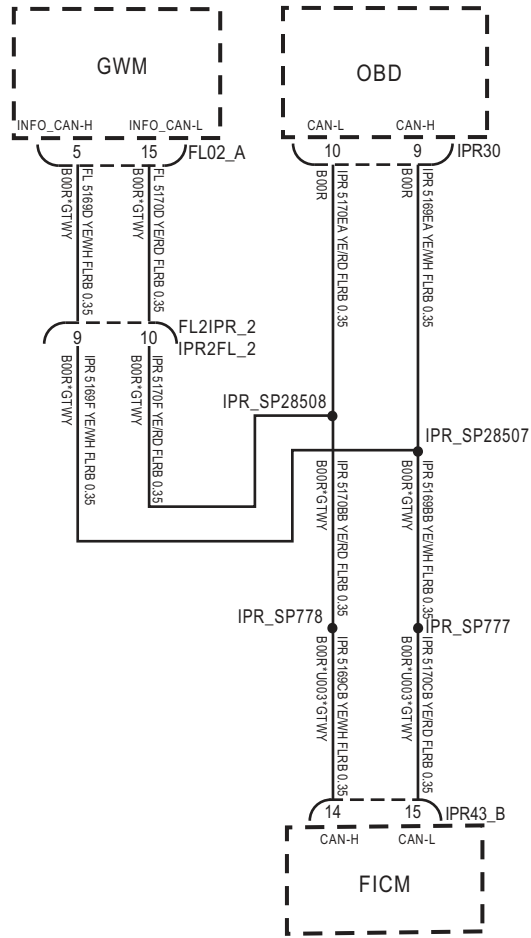 GWM
OBD
INFO_CAN-H INFO_CAN-L
CAN-L CAN-H
5 15 FL02_A
10 9 IPR30
FL 5169D YE/WH FLRB 0.35
B00R*GTWY
FL 5170D YE/RD FLRB 0.35
B00R*GTWY
IPR 5170EA YE/RD FLRB 0.35
B00R
IPR 5169EA YE/WH FLRB 0.35
B00R
FL2IPR_2
9 10 IPR2FL_2
IPR 5169F YE/WH FLRB 0.35
B00R*GTWY
IPR 5170F YE/RD FLRB 0.35
B00R*GTWY
IPR_SP28508
IPR_SP28507
IPR 5170BB YE/RD FLRB 0.35
B00R*GTWY
IPR 5169BB YE/WH FLRB 0.35
B00R*GTWY
IPR_SP778
IPR_SP777
IPR 5169CB YE/WH FLRB 0.35
B00R*U003*GTWY
IPR 5170CB YE/RD FLRB 0.35
B00R*U003*GTWY
14 15 IPR43_B
CAN-H CAN-L
FICM